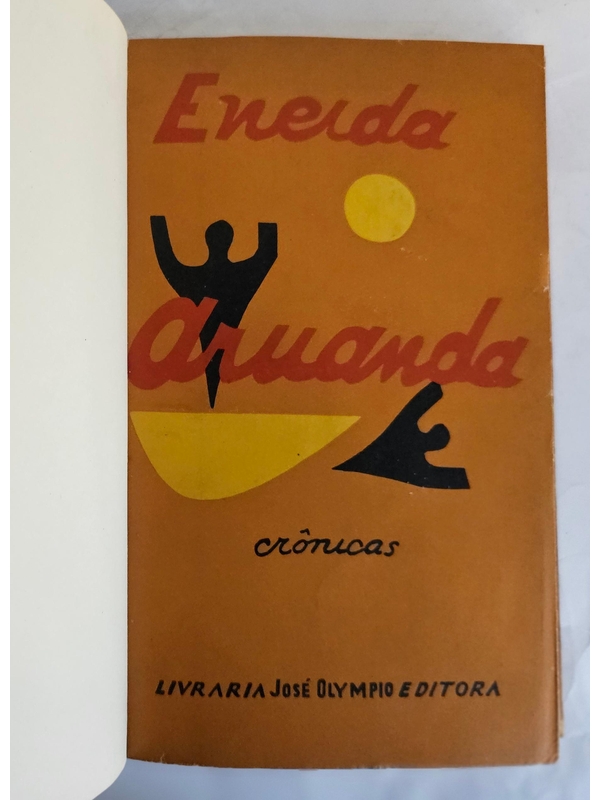 Eneida
Aruanda
crônicas
LIVRARIA JOSÉ OLYMPIO EDITORA